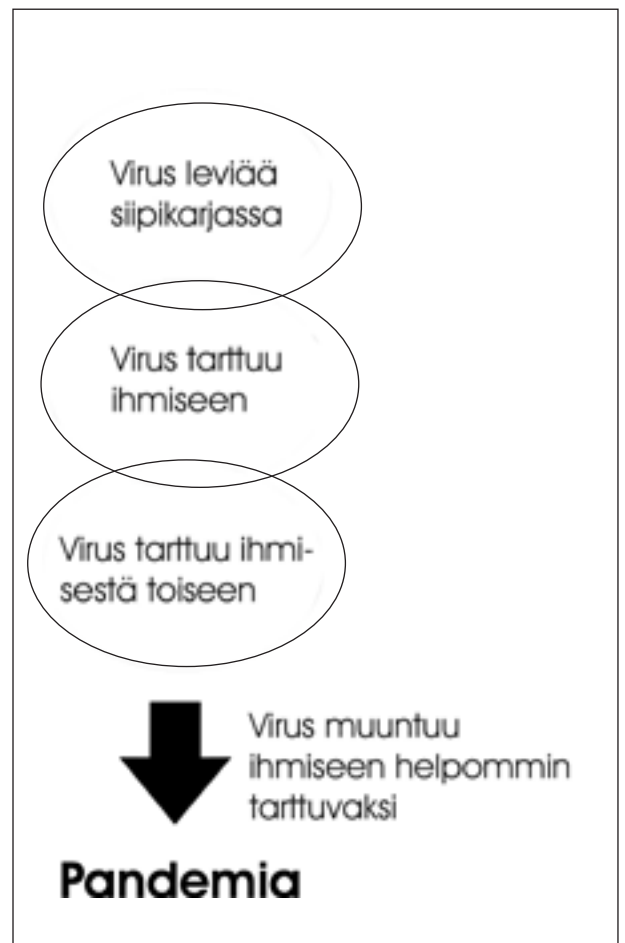 Virus leviää
siipikarjassa
Virus tarttuu
ihmiseen
Virus tarttuu ihmi-
sestä toiseen
Virus muuntuu
ihmiseen helpommin
tarttuvaksi
Pandemia